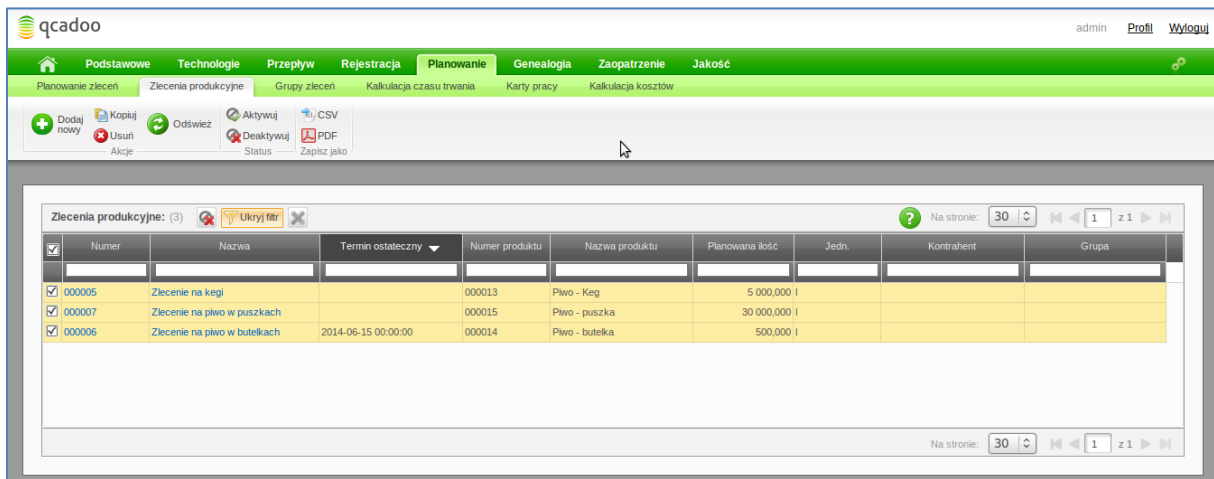 qcadoo
admin Profil Wyloguj
Podstawowe Technologie Przepływ Rejestracja Planowanie Genealogia Zaopatrzenie Jakość
Planowanie zleceń Zlecenia produkcyjne Grupy zleceń Kalkulacja czasu trwania Karty pracy Kalkulacja kosztów
Dodaj nowy Kopiuj Usuń Odśwież Aktywuj Deaktywuj CSV PDF
Akcje Status Zapisz jako
Zlecenia produkcyjne: (3) Ukryj filtr ? Na stronie: 30 1 z 1
Numer Nazwa Termin ostateczny Numer produktu Nazwa produktu Planowana ilość Jedn. Kontrahent Grupa
000005 Zlecenie na kegi 000013 Piwo - Keg 5 000,000 l
000007 Zlecenie na piwo w puszkach 000015 Piwo - puszka 30 000,000 l
000006 Zlecenie na piwo w butelkach 2014-06-15 00:00:00 000014 Piwo - butelka 500,000 l
Na stronie: 30 1 z 1